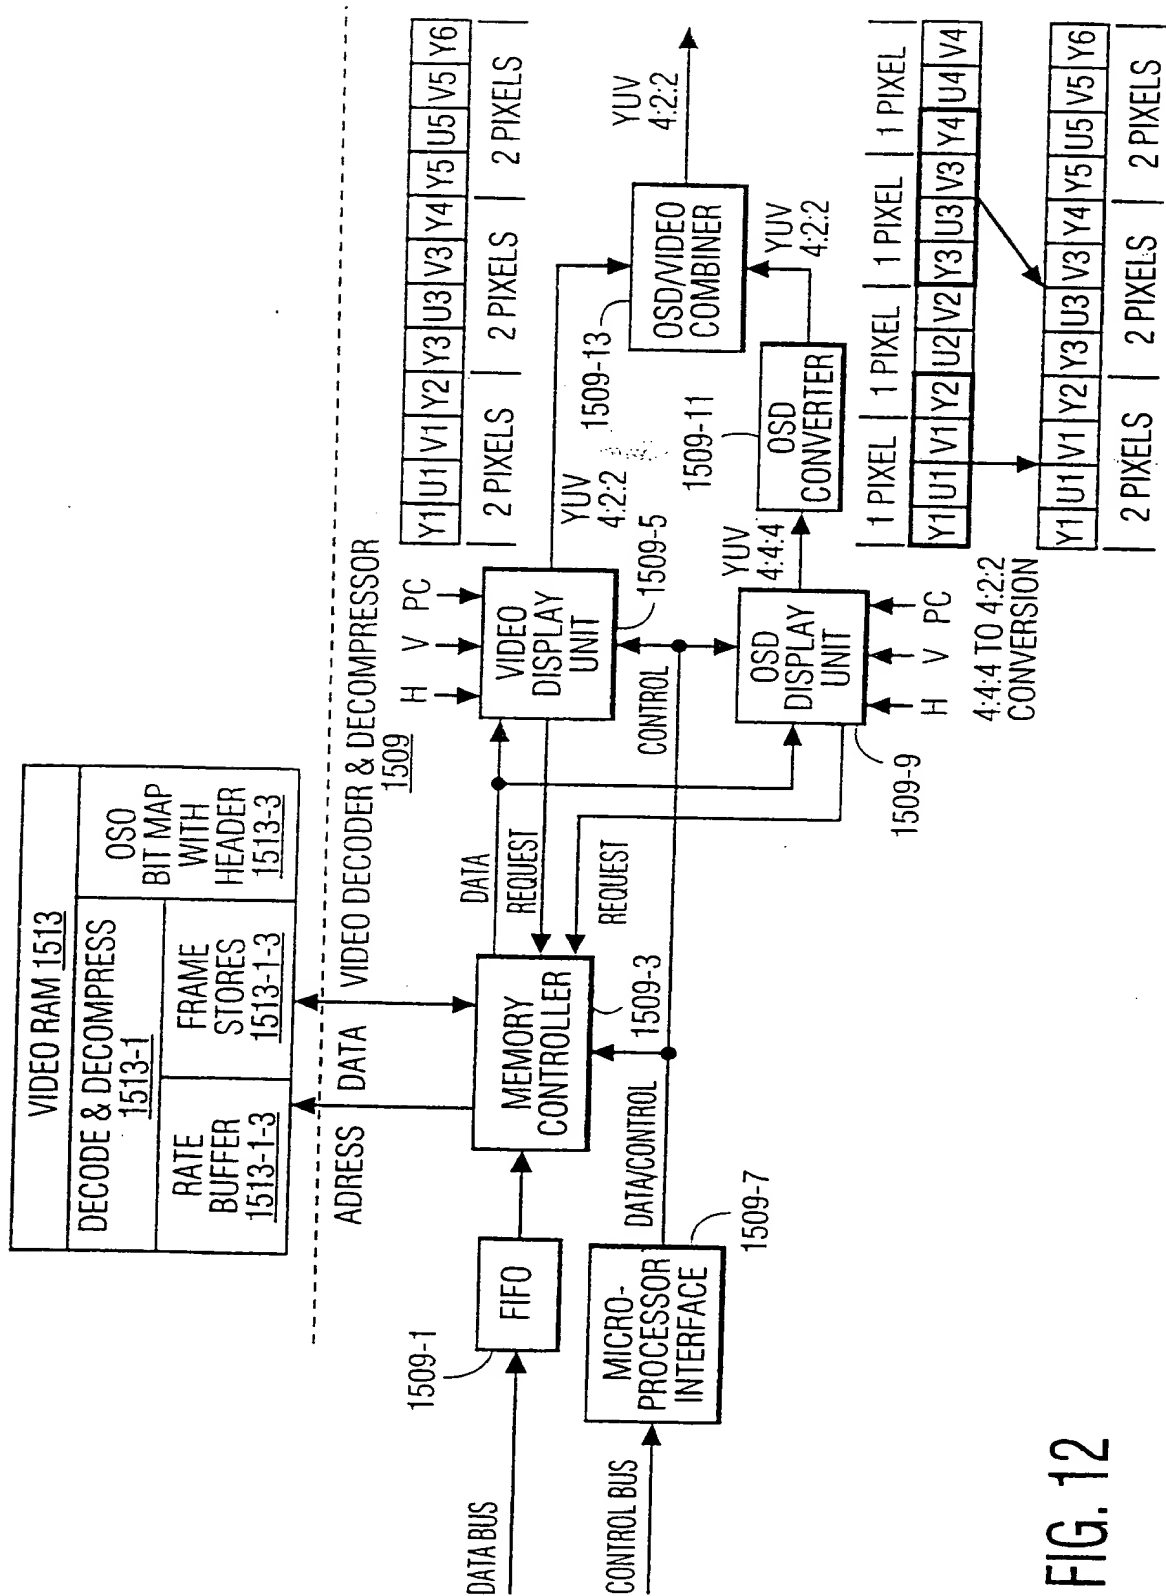 VIDEO RAM 1513
DECODE & DECOMPRESS
1513-1
RATE
BUFFER
1513-1-3
FRAME
STORES
1513-1-3
OSO
BIT MAP
WITH
HEADER
1513-3
ADRESS
DATA
VIDEO DECODER & DECOMPRESSOR
1509
DATA BUS
1509-1
FIFO
MEMORY
CONTROLLER
1509-3
DATA
REQUEST
REQUEST
H
V
PC
VIDEO
DISPLAY
UNIT
1509-5
YUV
4:2:2
Y1 U1 V1 Y2 Y3 U3 V3 Y4 Y5 U5 V5 Y6
2 PIXELS 2 PIXELS 2 PIXELS
1509-13
OSD/VIDEO
COMBINER
YUV
4:2:2
CONTROL BUS
MICRO-
PROCESSOR
INTERFACE
1509-7
DATA/CONTROL
CONTROL
OSD
DISPLAY
UNIT
1509-9
H
V
PC
YUV
4:4:4
1509-11
OSD
CONVERTER
YUV
4:2:2
4:4:4 TO 4:2:2
CONVERSION
1 PIXEL 1 PIXEL 1 PIXEL 1 PIXEL
Y1 U1 V1 Y2 U2 V2 Y3 U3 V3 Y4 U4 V4
Y1 U1 V1 Y2 Y3 U3 V3 Y4 Y5 U5 V5 Y6
2 PIXELS 2 PIXELS 2 PIXELS
FIG. 12